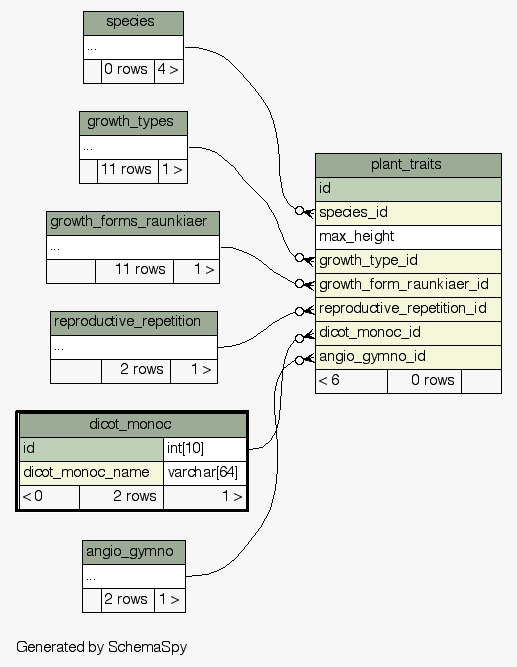 species
...
0 rows 4 >
growth_types
...
11 rows 1 >
growth_forms_raunkiaer
...
11 rows 1 >
reproductive_repetition
...
2 rows 1 >
dicot_monoc
id int[10]
dicot_monoc_name varchar[64]
< 0 2 rows 1 >
angio_gymno
...
2 rows 1 >
plant_traits
id
species_id
max_height
growth_type_id
growth_form_raunkiaer_id
reproductive_repetition_id
dicot_monoc_id
angio_gymno_id
< 6 0 rows
Generated by SchemaSpy